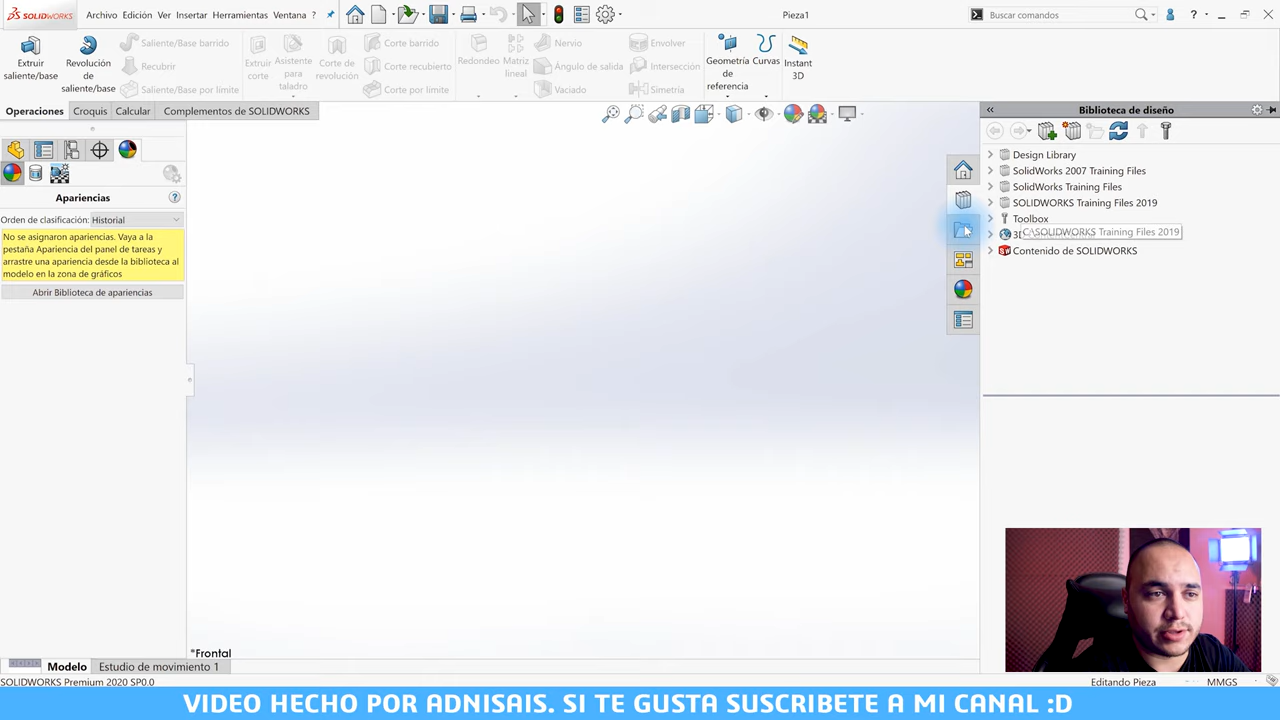 SOLIDWORKS
Archivo Edición Ver Insertar Herramientas Ventana ?
Pieza1
Buscar comandos
?
Extruir saliente/base
Revolución de saliente/base
Saliente/Base barrido
Recubrir
Saliente/Base por límite
Extruir corte
Asistente para taladro
Corte de revolución
Corte barrido
Corte recubierto
Corte por límite
Redondeo
Matriz lineal
Nervio
Ángulo de salida
Vaciado
Envolver
Intersección
Simetría
Geometría de referencia
Curvas
Instant 3D
Operaciones Croquis Calcular Complementos de SOLIDWORKS
Biblioteca de diseño
Design Library
SolidWorks 2007 Training Files
SolidWorks Training Files
SOLIDWORKS Training Files 2019
Toolbox
SOLIDWORKS Training Files 2019
Contenido de SOLIDWORKS
Apariencias
Orden de clasificación: Historial
No se asignaron apariencias. Vaya a la
pestaña Apariencia del panel de tareas y
arrastre una apariencia desde la biblioteca al
modelo en la zona de gráficos
Abrir Biblioteca de apariencias
*Frontal
Modelo Estudio de movimiento 1
SOLIDWORKS Premium 2020 SP0.0
Editando Pieza MMGS
VIDEO HECHO POR ADNISAIS. SI TE GUSTA SUSCRIBETE A MI CANAL :D